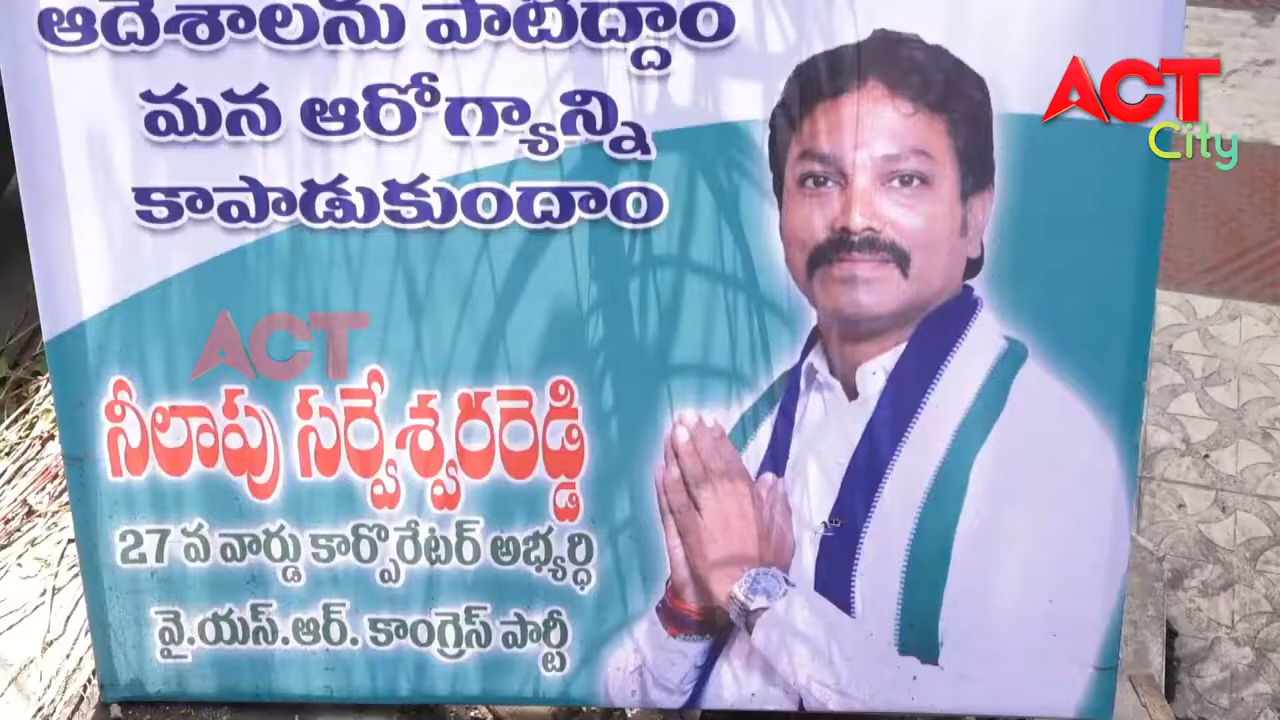 ఆదేశాలను పాటిద్దాం
మన ఆరోగ్యాన్ని
కాపాడుకుందాం
ACT
City
ACT
నీలాపు సర్వేశ్వరరెడ్డి
27 వ వార్డు కార్పొరేటర్ అభ్యర్ధి
వై.యస్.ఆర్. కాంగ్రెస్ పార్టీ